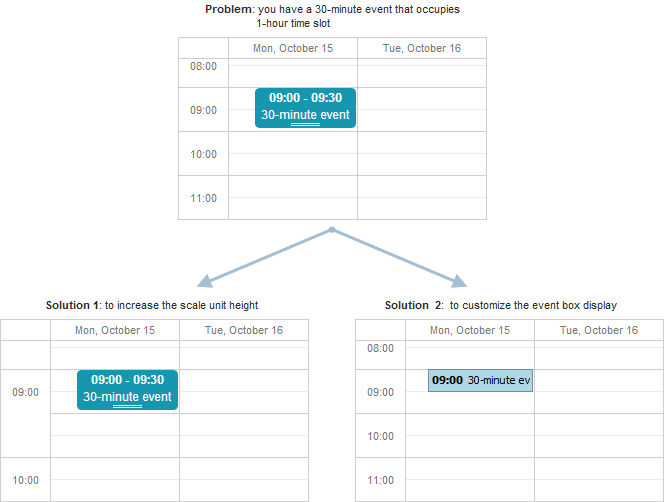 Problem: you have a 30-minute event that occupies
1-hour time slot
Mon, October 15 Tue, October 16
08:00
09:00 - 09:30
09:00
30-minute event
10:00
11:00
Solution 1: to increase the scale unit height
Mon, October 15 Tue, October 16
09:00 - 09:30
09:00
30-minute event
10:00
Solution 2: to customize the event box display
Mon, October 15 Tue, October 16
08:00
09:00 30-minute ev
09:00
10:00
11:00